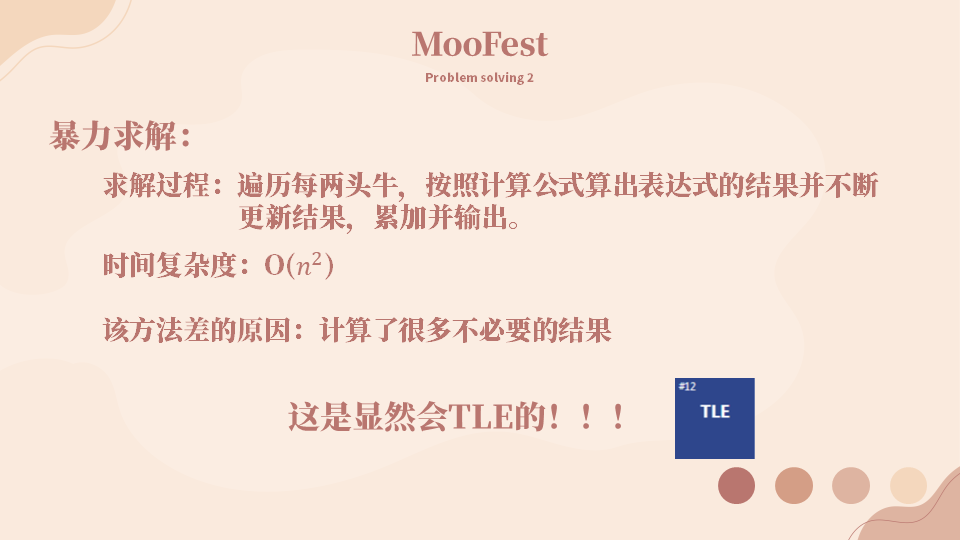 MooFest
Problem solving 2
暴力求解：
求解过程：遍历每两头牛，按照计算公式算出表达式的结果并不断
更新结果，累加并输出。
时间复杂度：O(n²)
该方法差的原因：计算了很多不必要的结果
这是显然会TLE的！！！
#12
TLE